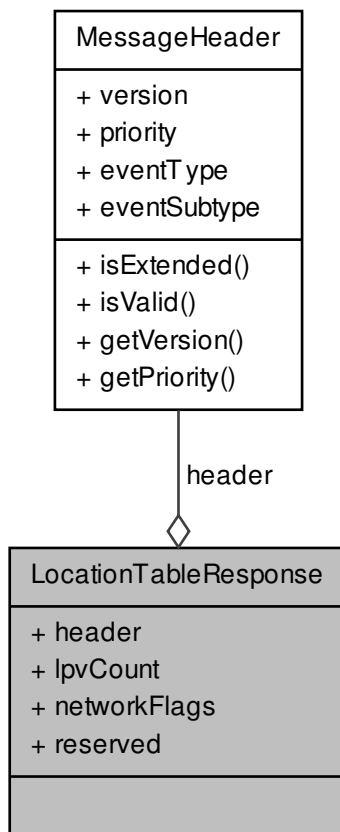 MessageHeader
+ version
+ priority
+ eventType
+ eventSubtype
+ isExtended()
+ isValid()
+ getVersion()
+ getPriority()
header
LocationTableResponse
+ header
+ lpvCount
+ networkFlags
+ reserved